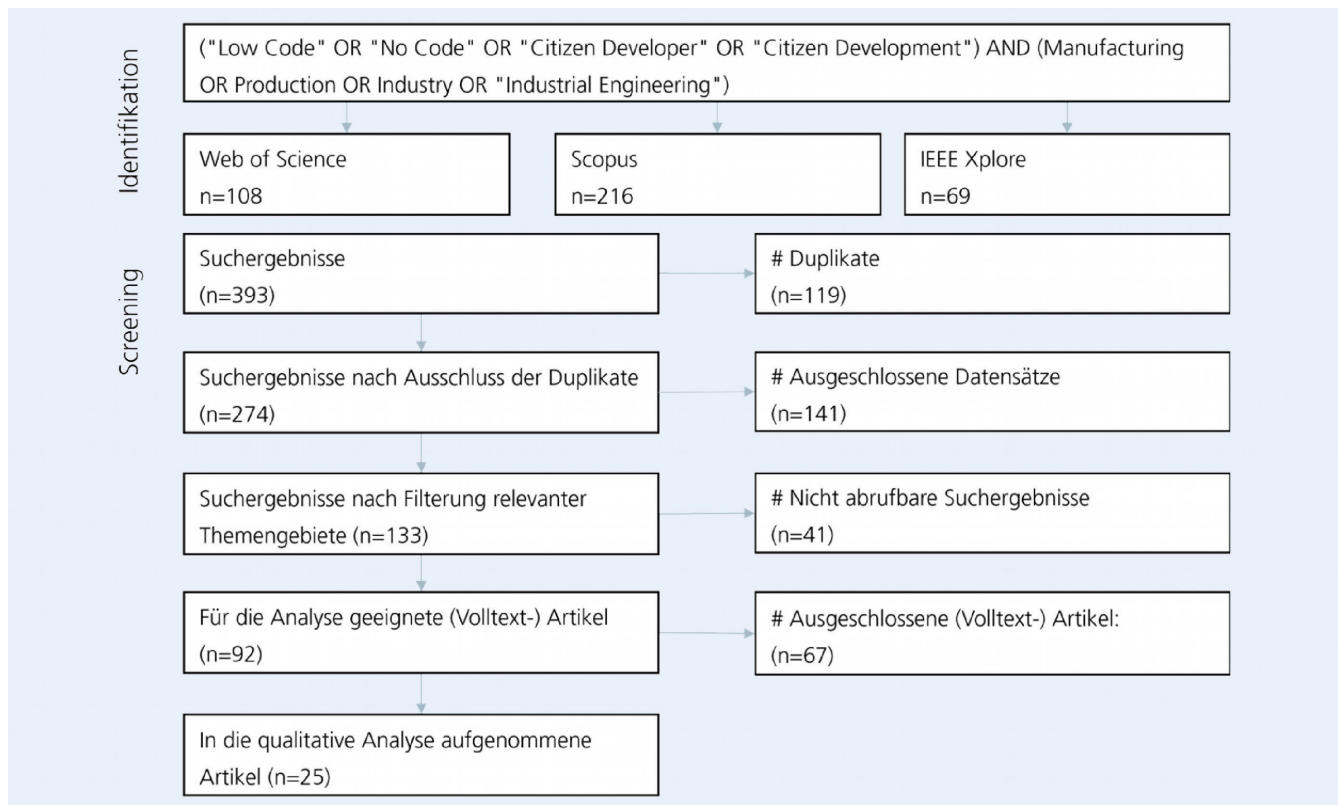 Identifikation
("Low Code" OR "No Code" OR "Citizen Developer" OR "Citizen Development") AND (Manufacturing
OR Production OR Industry OR "Industrial Engineering")
Web of Science
n=108
Scopus
n=216
IEEE Xplore
n=69
Screening
Suchergebnisse
(n=393)
# Duplikate
(n=119)
Suchergebnisse nach Ausschluss der Duplikate
(n=274)
# Ausgeschlossene Datensätze
(n=141)
Suchergebnisse nach Filterung relevanter
Themengebiete (n=133)
# Nicht abrufbare Suchergebnisse
(n=41)
Für die Analyse geeignete (Volltext-) Artikel
(n=92)
# Ausgeschlossene (Volltext-) Artikel:
(n=67)
In die qualitative Analyse aufgenommene
Artikel (n=25)